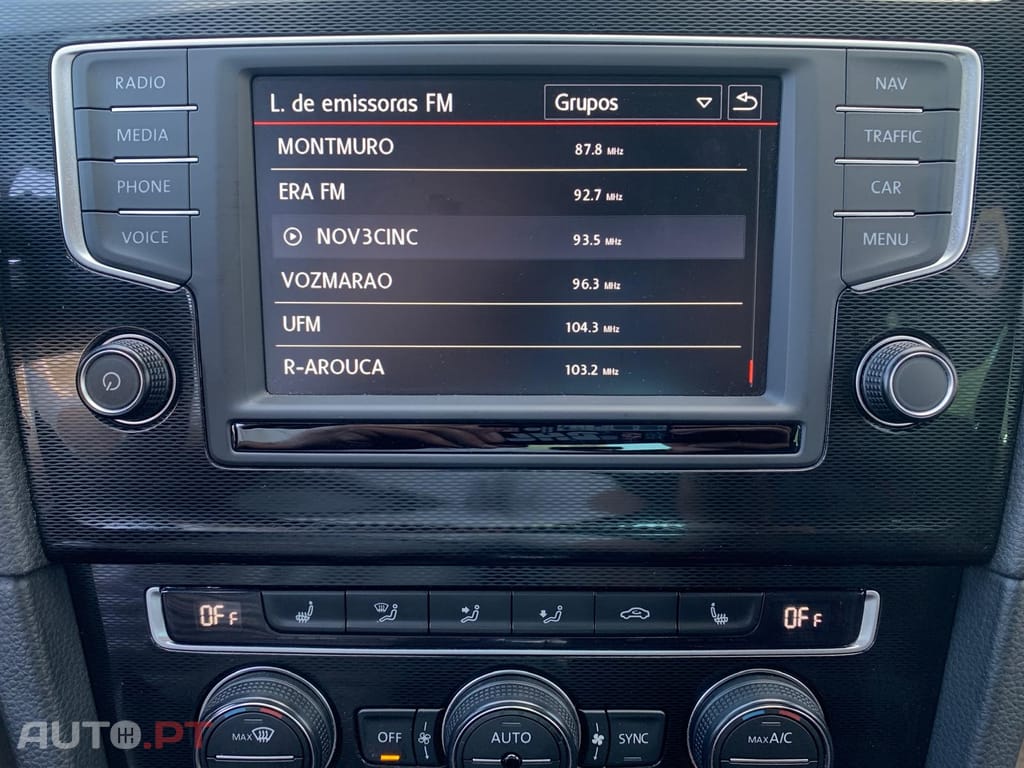 RADIO
MEDIA
PHONE
VOICE
L. de emissoras FM Grupos
MONTMURO 87.8 MHz
ERA FM 92.7 MHz
NOV3CINC 93.5 MHz
VOZMARAO 96.3 MHz
UFM 104.3 MHz
R-AROUCA 103.2 MHz
NAV
TRAFFIC
CAR
MENU
OFF OFF
MAX OFF AUTO SYNC MAX A/C
AUTO.PT